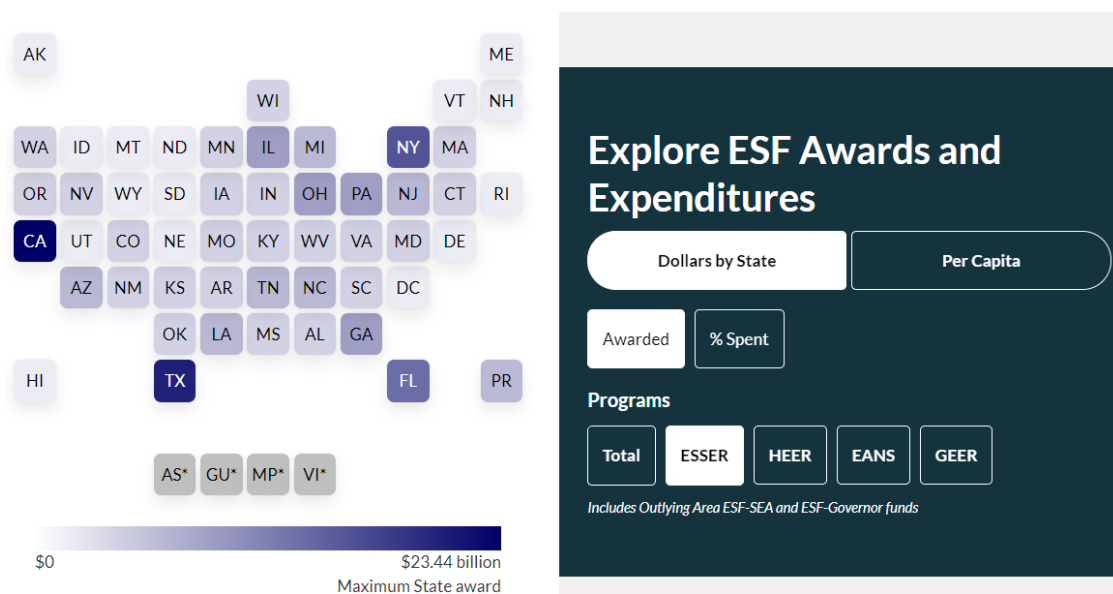 AK ME
WI VT NH
WA ID MT ND MN IL MI NY MA
OR NV WY SD IA IN OH PA NJ CT RI
CA UT CO NE MO KY WV VA MD DE
AZ NM KS AR TN NC SC DC
OK LA MS AL GA
HI TX FL PR
AS* GU* MP* VI*
$0 $23.44 billion
Maximum State award
Explore ESF Awards and
Expenditures
Dollars by State Per Capita
Awarded % Spent
Programs
Total ESSER HEER EANS GEER
Includes Outlying Area ESF-SEA and ESF-Governor funds